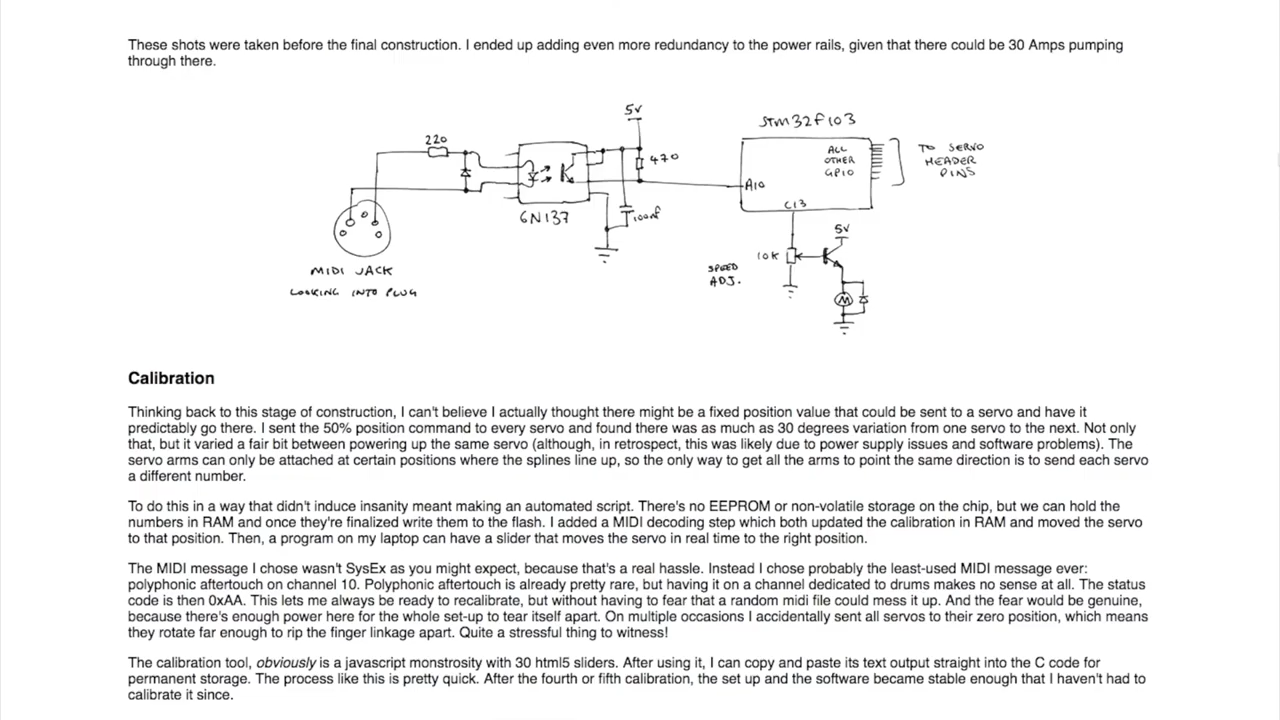 These shots were taken before the final construction. I ended up adding even more redundancy to the power rails, given that there could be 30 Amps pumping
through there.
5V
STM32F103
220
470
ALL
OTHER
GPIO
TO SERVO
HEADER
PINS
A10
C13
6N137
100nf
5V
10K
SPEED
ADJ.
M
MIDI JACK
LOOKING INTO PLUG
Calibration
Thinking back to this stage of construction, I can't believe I actually thought there might be a fixed position value that could be sent to a servo and have it
predictably go there. I sent the 50% position command to every servo and found there was as much as 30 degrees variation from one servo to the next. Not only
that, but it varied a fair bit between powering up the same servo (although, in retrospect, this was likely due to power supply issues and software problems). The
servo arms can only be attached at certain positions where the splines line up, so the only way to get all the arms to point the same direction is to send each servo
a different number.
To do this in a way that didn't induce insanity meant making an automated script. There's no EEPROM or non-volatile storage on the chip, but we can hold the
numbers in RAM and once they're finalized write them to the flash. I added a MIDI decoding step which both updated the calibration in RAM and moved the servo
to that position. Then, a program on my laptop can have a slider that moves the servo in real time to the right position.
The MIDI message I chose wasn't SysEx as you might expect, because that's a real hassle. Instead I chose probably the least-used MIDI message ever:
polyphonic aftertouch on channel 10. Polyphonic aftertouch is already pretty rare, but having it on a channel dedicated to drums makes no sense at all. The status
code is then 0xAA. This lets me always be ready to recalibrate, but without having to fear that a random midi file could mess it up. And the fear would be genuine,
because there's enough power here for the whole set-up to tear itself apart. On multiple occasions I accidentally sent all servos to their zero position, which means
they rotate far enough to rip the finger linkage apart. Quite a stressful thing to witness!
The calibration tool, obviously is a javascript monstrosity with 30 html5 sliders. After using it, I can copy and paste its text output straight into the C code for
permanent storage. The process like this is pretty quick. After the fourth or fifth calibration, the set up and the software became stable enough that I haven't had to
calibrate it since.